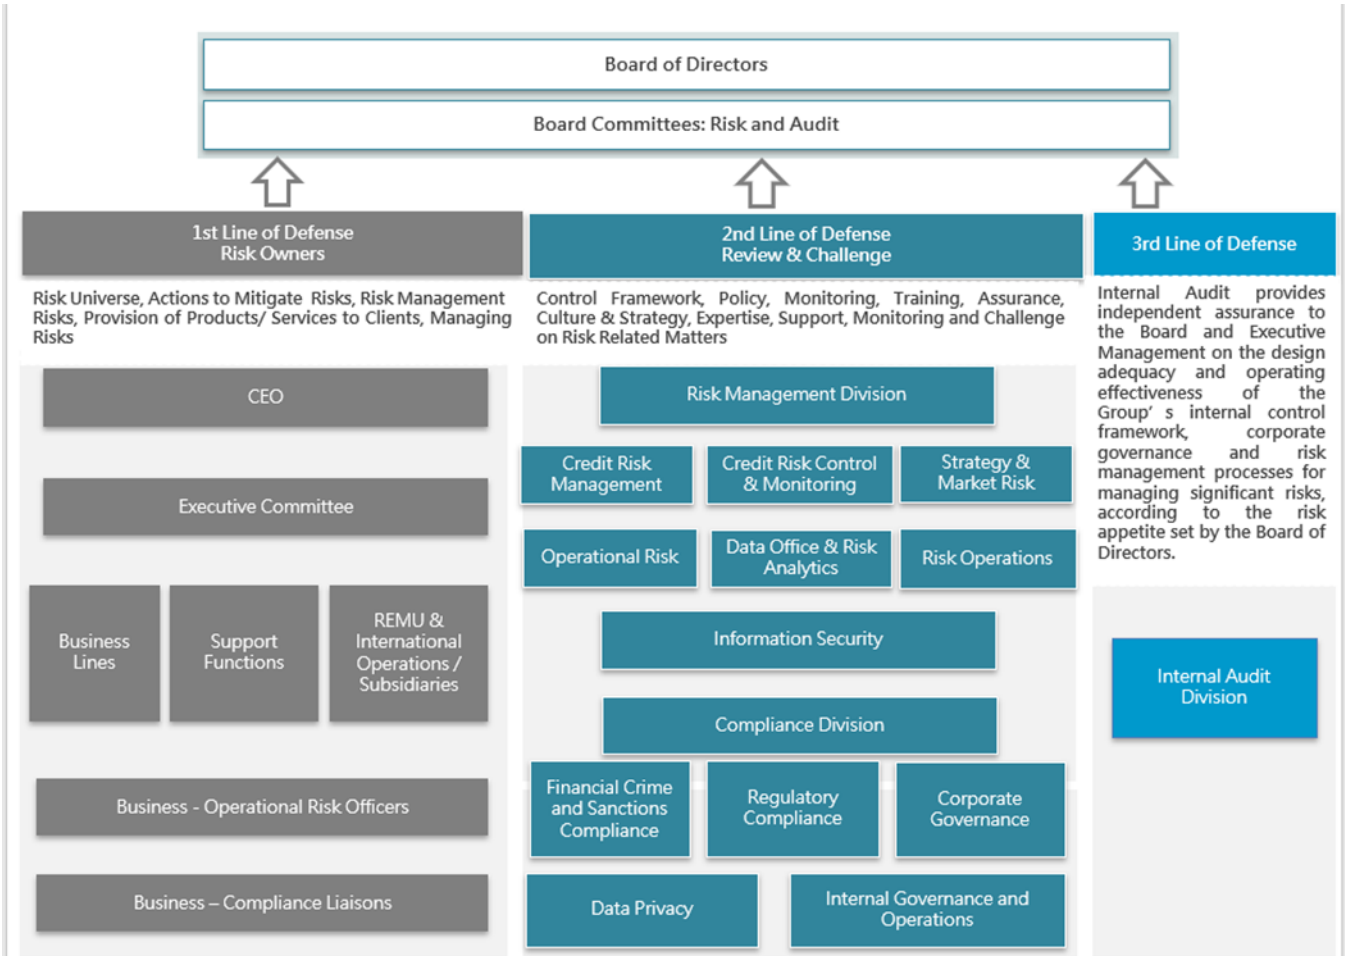 Board of Directors
Board Committees: Risk and Audit
1st Line of Defense
Risk Owners
Risk Universe, Actions to Mitigate Risks, Risk Management
Risks, Provision of Products/ Services to Clients, Managing
Risks
CEO
Executive Committee
Business
Lines
Support
Functions
REMU &
International
Operations /
Subsidiaries
Business - Operational Risk Officers
Business – Compliance Liaisons
2nd Line of Defense
Review & Challenge
Control Framework, Policy, Monitoring, Training, Assurance,
Culture & Strategy, Expertise, Support, Monitoring and Challenge
on Risk Related Matters
Risk Management Division
Credit Risk
Management
Credit Risk Control
& Monitoring
Strategy &
Market Risk
Operational Risk
Data Office & Risk
Analytics
Risk Operations
Information Security
Compliance Division
Financial Crime
and Sanctions
Compliance
Regulatory
Compliance
Corporate
Governance
Data Privacy
Internal Governance and
Operations
3rd Line of Defense
Internal Audit provides
independent assurance to
the Board and Executive
Management on the design
adequacy and operating
effectiveness of the
Group' s internal control
framework, corporate
governance and risk
management processes for
managing significant risks,
according to the risk
appetite set by the Board of
Directors.
Internal Audit
Division